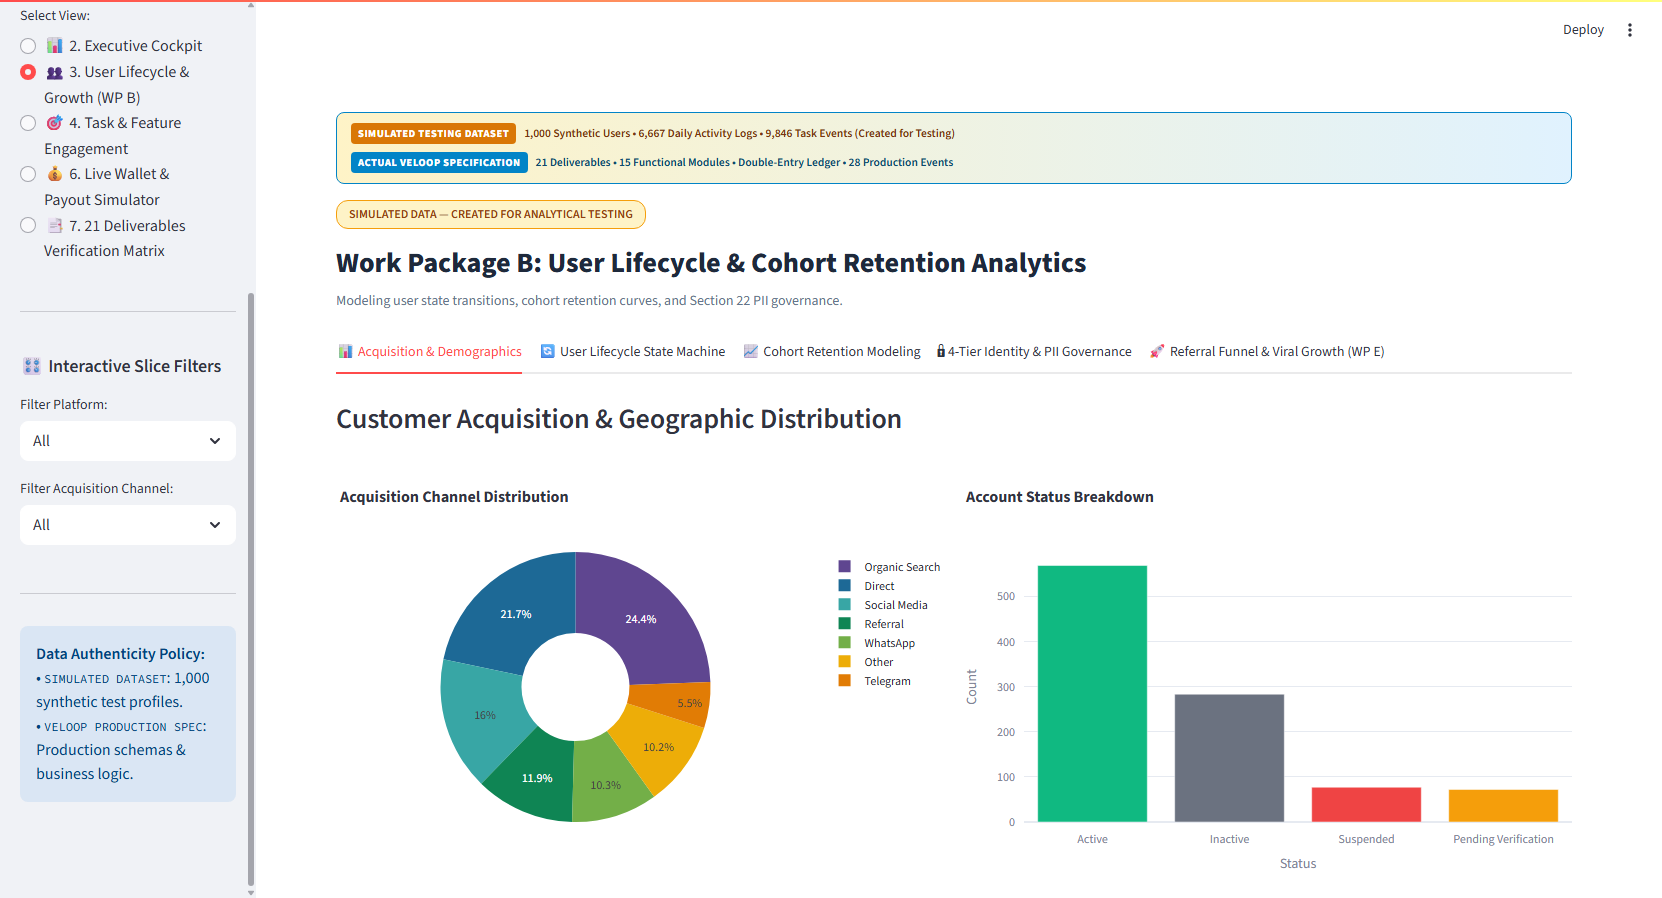 Select View:
2. Executive Cockpit
3. User Lifecycle &
Growth (WP B)
4. Task & Feature
Engagement
6. Live Wallet &
Payout Simulator
7. 21 Deliverables
Verification Matrix
Interactive Slice Filters
Filter Platform:
All
Filter Acquisition Channel:
All
Data Authenticity Policy:
• SIMULATED DATASET: 1,000
synthetic test profiles.
• VELOOP PRODUCTION SPEC:
Production schemas &
business logic.
Deploy
SIMULATED TESTING DATASET 1,000 Synthetic Users • 6,667 Daily Activity Logs • 9,846 Task Events (Created for Testing)
ACTUAL VELOOP SPECIFICATION 21 Deliverables • 15 Functional Modules • Double-Entry Ledger • 28 Production Events
SIMULATED DATA — CREATED FOR ANALYTICAL TESTING
Work Package B: User Lifecycle & Cohort Retention Analytics
Modeling user state transitions, cohort retention curves, and Section 22 PII governance.
Acquisition & Demographics User Lifecycle State Machine Cohort Retention Modeling 4-Tier Identity & PII Governance Referral Funnel & Viral Growth (WP E)
Customer Acquisition & Geographic Distribution
Acquisition Channel Distribution
24.4%
21.7%
16%
11.9%
10.3%
10.2%
5.5%
Organic Search
Direct
Social Media
Referral
WhatsApp
Other
Telegram
Account Status Breakdown
Count
500
400
300
200
100
0
Active Inactive Suspended Pending Verification
Status